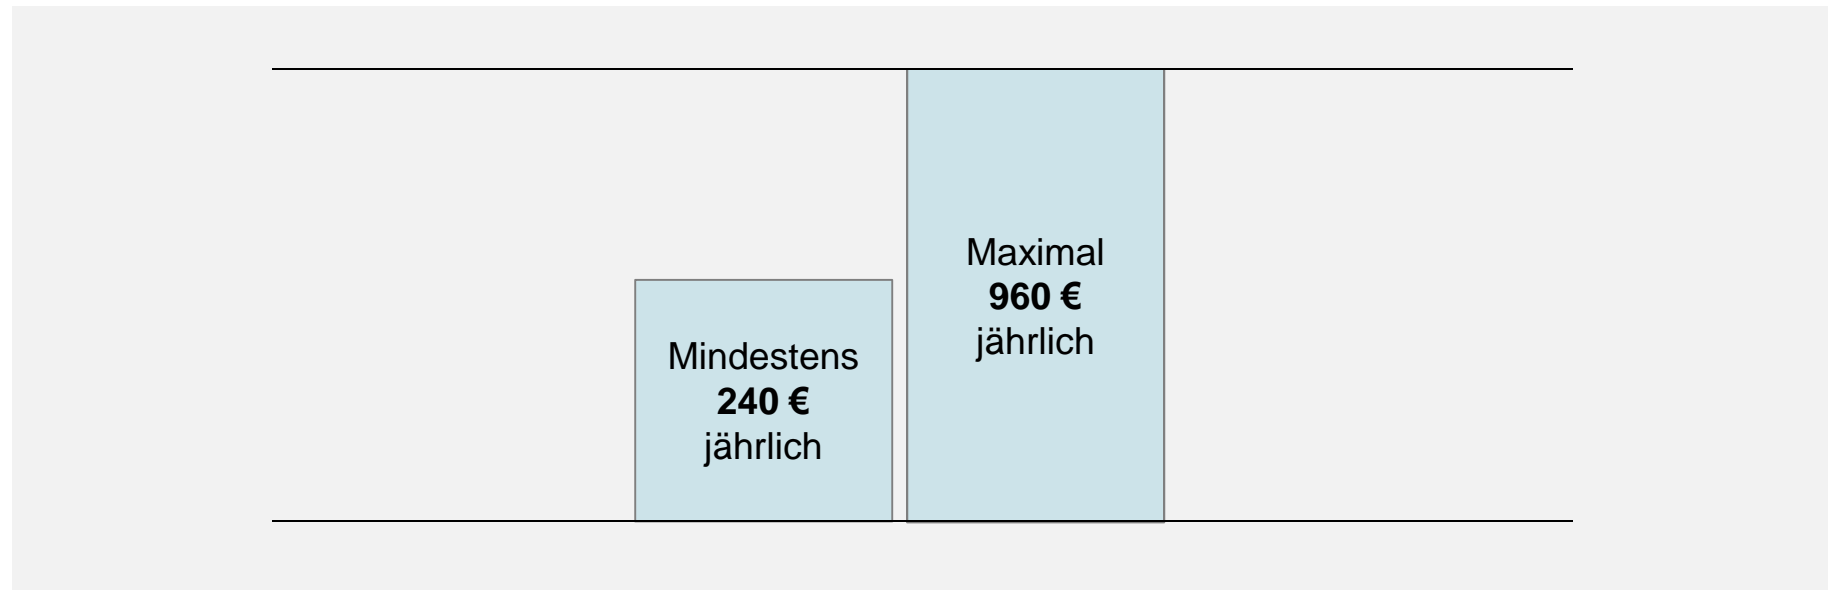 Mindestens
240 €
jährlich
Maximal
960 €
jährlich